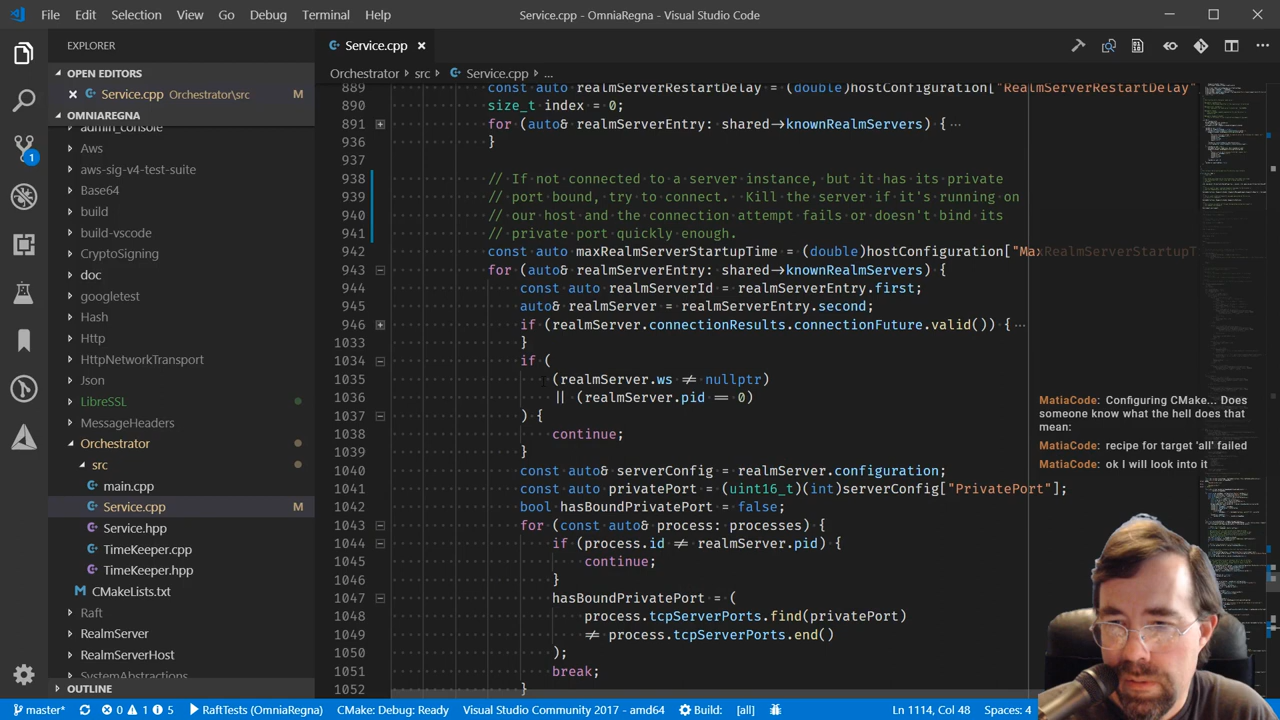 File Edit Selection View Go Debug Terminal Help
Service.cpp - OmniaRegna - Visual Studio Code
EXPLORER
OPEN EDITORS
Service.cpp Orchestrator\src M
OMNIAREGNA
admin_console
Aws
aws-sig-v4-test-suite
Base64
build
build-vscode
CryptoSigning
doc
googletest
Hash
Http
HttpNetworkTransport
Json
LibreSSL
MessageHeaders
Orchestrator
src
main.cpp
Service.cpp M
Service.hpp
TimeKeeper.cpp
TimeKeeper.hpp
CMakeLists.txt
Raft
RealmServer
RealmServerHost
SystemAbstractions
OUTLINE
Service.cpp
Orchestrator > src > Service.cpp > ...
889 const auto realmServerRestartDelay = (double)hostConfiguration["RealmServerRestartDelay"
890 size_t index = 0;
891 for (auto& realmServerEntry: shared→knownRealmServers) { ...
936 }
937
938 // If not connected to a server instance, but it has its private
939 // port bound, try to connect. Kill the server if it's running on
940 // our host and the connection attempt fails or doesn't bind its
941 // private port quickly enough.
942 const auto maxRealmServerStartupTime = (double)hostConfiguration["MaxRealmServerStartupT
943 for (auto& realmServerEntry: shared→knownRealmServers) {
944 const auto realmServerId = realmServerEntry.first;
945 auto& realmServer = realmServerEntry.second;
946 if (realmServer.connectionResults.connectionFuture.valid()) { ...
1033 }
1034 if (
1035 (realmServer.ws ≠ nullptr)
1036 || (realmServer.pid == 0)
1037 ) {
1038 continue;
1039 }
1040 const auto& serverConfig = realmServer.configuration;
1041 const auto privatePort = (uint16_t)(int)serverConfig["PrivatePort"];
1042 bool hasBoundPrivatePort = false;
1043 for (const auto& process: processes) {
1044 if (process.id ≠ realmServer.pid) {
1045 continue;
1046 }
1047 hasBoundPrivatePort = (
1048 process.tcpServerPorts.find(privatePort)
1049 ≠ process.tcpServerPorts.end()
1050 );
1051 break;
1052 }
MatiaCode: Configuring CMake... Does
someone know what the hell does that
mean:
MatiaCode: recipe for target 'all' failed
MatiaCode: ok I will look into it
1
master* 0 1 5 RaftTests (OmniaRegna) CMake: Debug: Ready Visual Studio Community 2017 - amd64 Build: [all] Ln 1114, Col 48 Spaces: 4